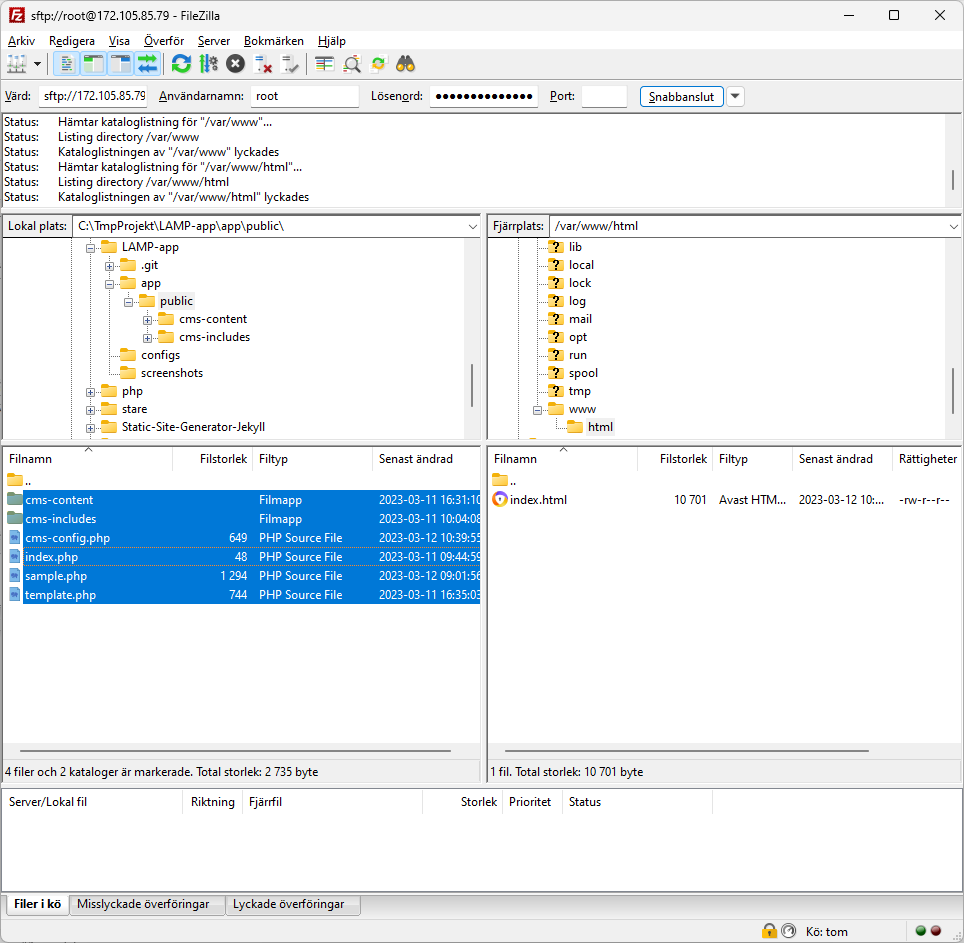 sftp://root@172.105.85.79 - FileZilla
Arkiv Redigera Visa Överför Server Bokmärken Hjälp
Värd: sftp://172.105.85.79 Användarnamn: root Lösenord: ●●●●●●●●●●●●●● Port: Snabbanslut
Status: Hämtar kataloglistning för "/var/www"...
Status: Listing directory /var/www
Status: Kataloglistningen av "/var/www" lyckades
Status: Hämtar kataloglistning för "/var/www/html"...
Status: Listing directory /var/www/html
Status: Kataloglistningen av "/var/www/html" lyckades
Lokal plats: C:\TmpProjekt\LAMP-app\app\public\
LAMP-app
.git
app
public
cms-content
cms-includes
configs
screenshots
php
stare
Static-Site-Generator-Jekyll
Fjärrplats: /var/www/html
lib
local
lock
log
mail
opt
run
spool
tmp
www
html
Filnamn Filstorlek Filtyp Senast ändrad
..
cms-content Filmapp 2023-03-11 16:31:10
cms-includes Filmapp 2023-03-11 10:04:08
cms-config.php 649 PHP Source File 2023-03-12 10:39:55
index.php 48 PHP Source File 2023-03-11 09:44:59
sample.php 1 294 PHP Source File 2023-03-12 09:01:56
template.php 744 PHP Source File 2023-03-11 16:35:03
4 filer och 2 kataloger är markerade. Total storlek: 2 735 byte
Filnamn Filstorlek Filtyp Senast ändrad Rättigheter
..
index.html 10 701 Avast HTM... 2023-03-12 10:... -rw-r--r--
1 fil. Total storlek: 10 701 byte
Server/Lokal fil Riktning Fjärrfil Storlek Prioritet Status
Filer i kö Misslyckade överföringar Lyckade överföringar
Kö: tom